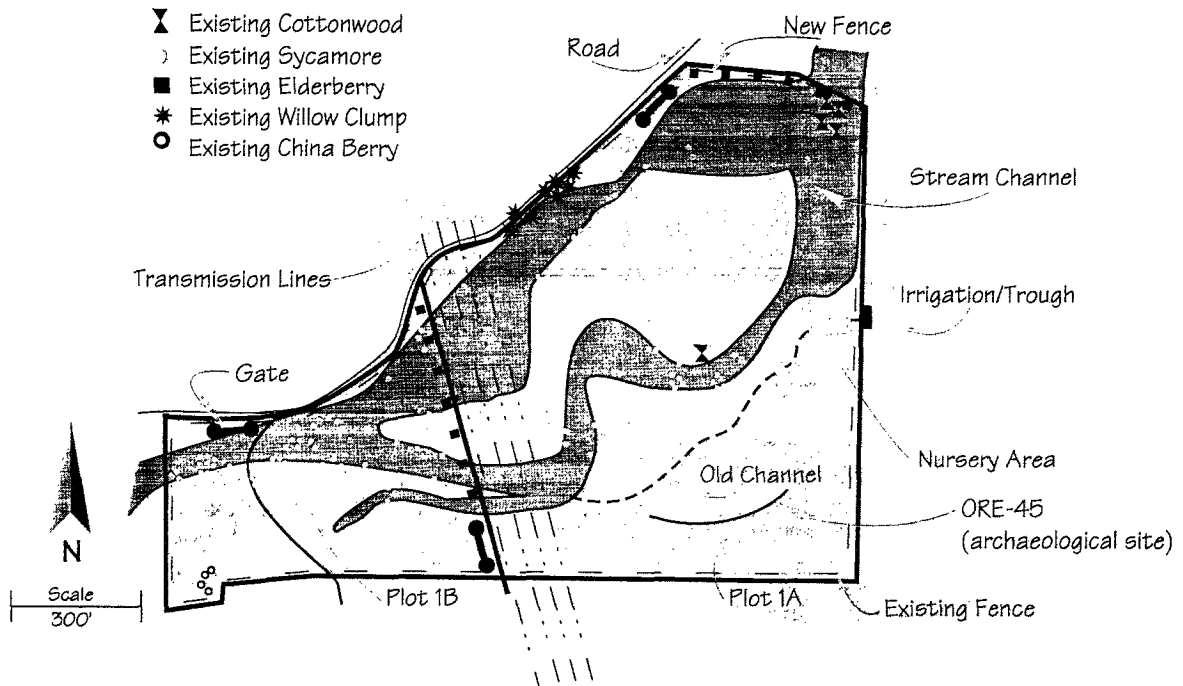 Existing Cottonwood
Existing Sycamore
Existing Elderberry
Existing Willow Clump
Existing China Berry
New Fence
Road
Stream Channel
Transmission Lines
Irrigation/Trough
Gate
Nursery Area
Old Channel
ORE-45
(archaeological site)
N
Scale
300'
Plot 1B
Plot 1A
Existing Fence